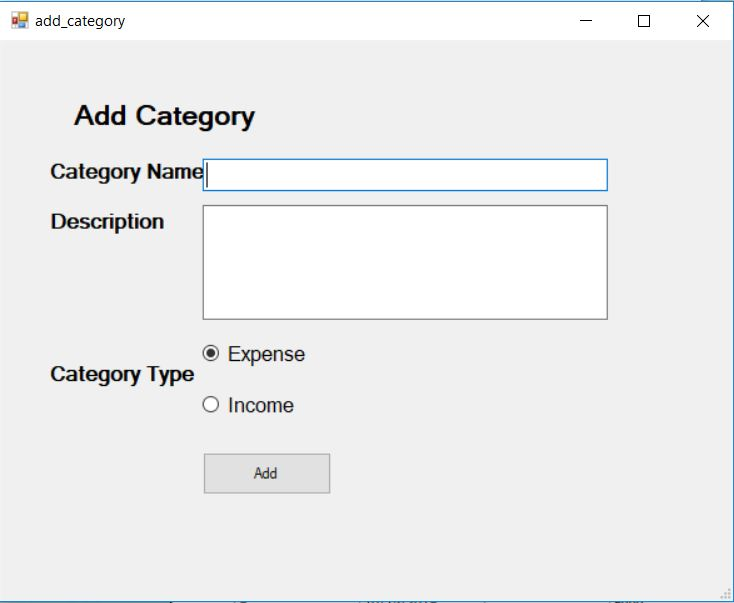 add_category
Add Category
Category Name
Description
Expense
Category Type
Income
Add